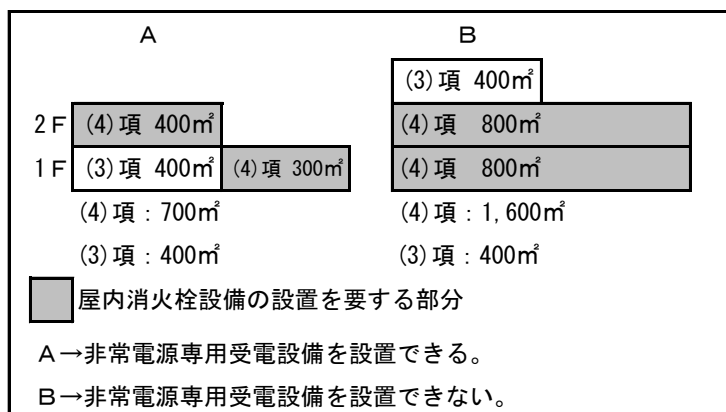 A
B
(3)項 400㎡
2F (4)項 400㎡
(4)項 800㎡
1F (3)項 400㎡ (4)項 300㎡
(4)項 800㎡
(4)項：700㎡
(4)項：1,600㎡
(3)項：400㎡
(3)項：400㎡
屋内消火栓設備の設置を要する部分
A→非常電源専用受電設備を設置できる。
B→非常電源専用受電設備を設置できない。